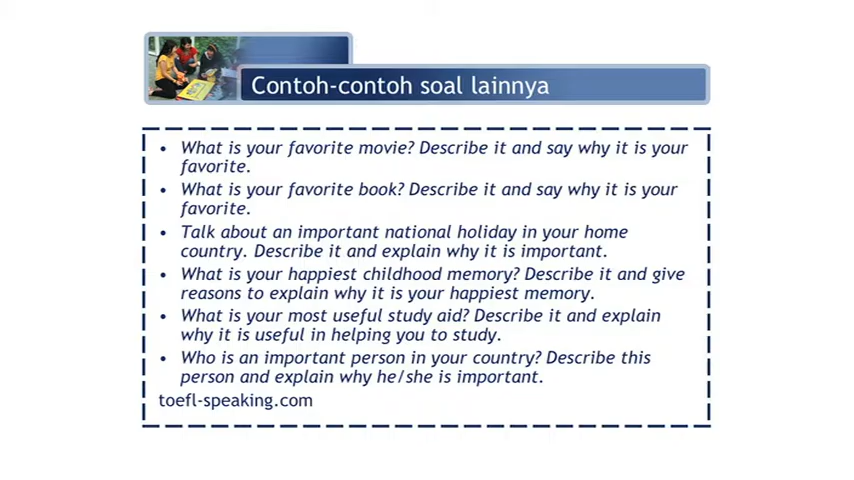 Contoh-contoh soal lainnya
• What is your favorite movie? Describe it and say why it is your
favorite.
• What is your favorite book? Describe it and say why it is your
favorite.
• Talk about an important national holiday in your home
country. Describe it and explain why it is important.
• What is your happiest childhood memory? Describe it and give
reasons to explain why it is your happiest memory.
• What is your most useful study aid? Describe it and explain
why it is useful in helping you to study.
• Who is an important person in your country? Describe this
person and explain why he/she is important.
toefl-speaking.com